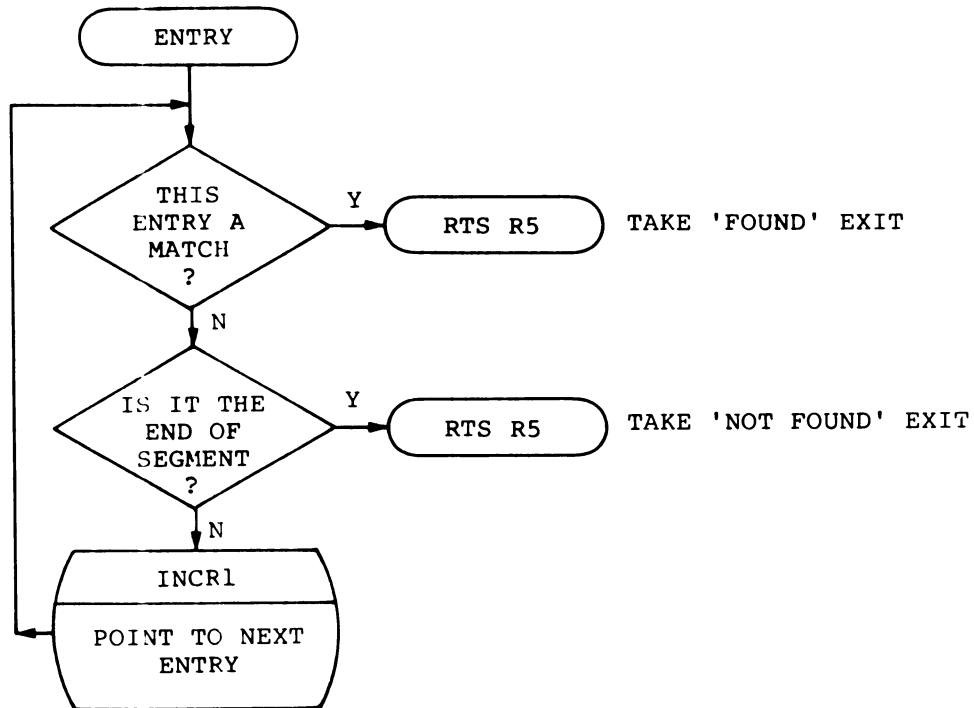 ENTRY
THIS
ENTRY A
MATCH
?
Y
RTS R5
TAKE 'FOUND' EXIT
N
IS IT THE
END OF
SEGMENT
?
Y
RTS R5
TAKE 'NOT FOUND' EXIT
N
INCR1
POINT TO NEXT
ENTRY